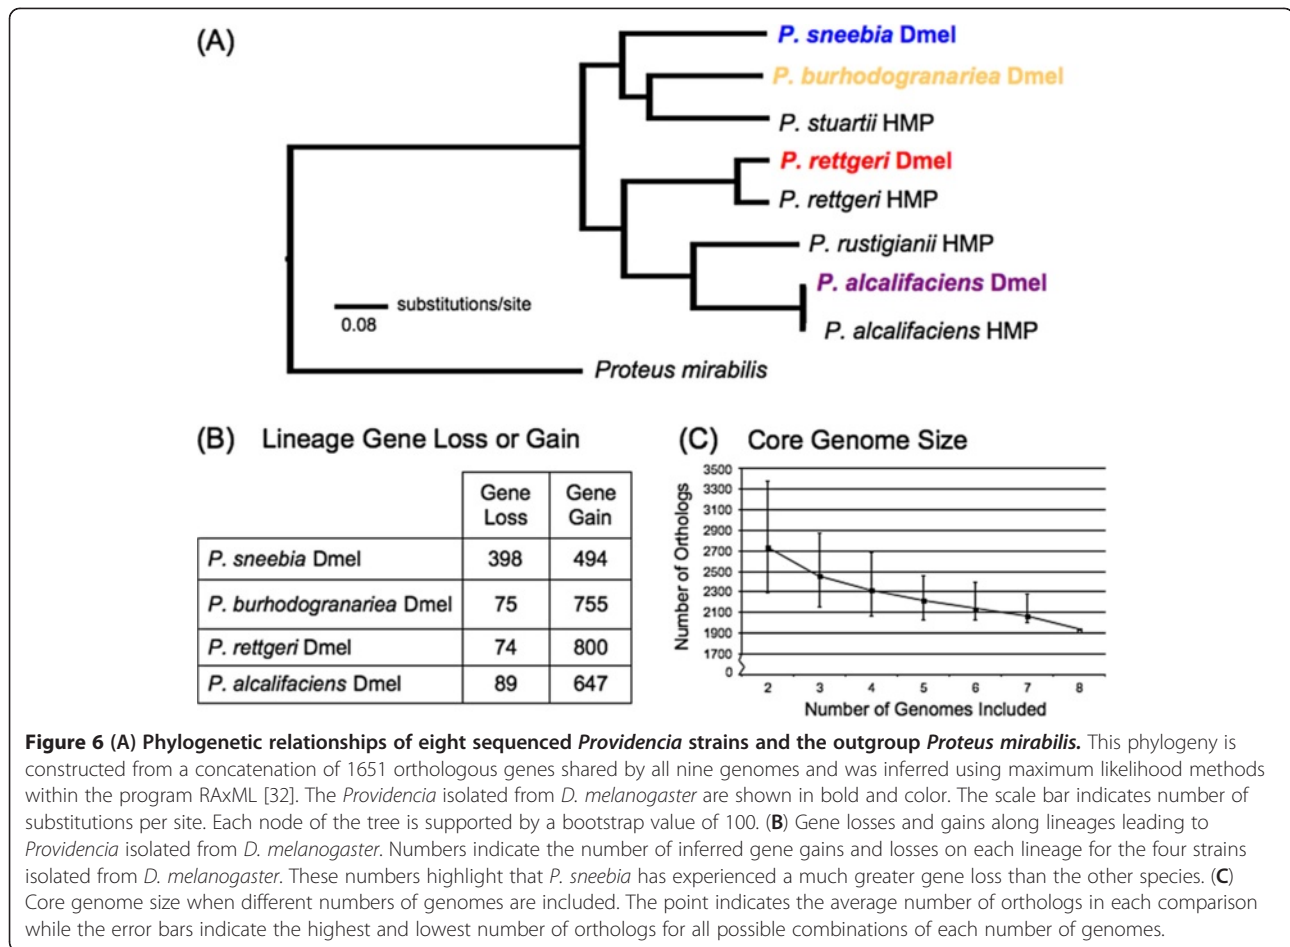 (A)
P. sneebia Dmel
P. burhodogranariea Dmel
P. stuartii HMP
P. rettgeri Dmel
P. rettgeri HMP
P. rustigianii HMP
P. alcalifaciens Dmel
P. alcalifaciens HMP
substitutions/site
0.08
Proteus mirabilis
(B) Lineage Gene Loss or Gain
Gene Loss
Gene Gain
P. sneebia Dmel 398 494
P. burhodogranariea Dmel 75 755
P. rettgeri Dmel 74 800
P. alcalifaciens Dmel 89 647
(C) Core Genome Size
Number of Orthologs
3500
3300
3100
2900
2700
2500
2300
2100
1900
1700
0
2 3 4 5 6 7 8
Number of Genomes Included
Figure 6 (A) Phylogenetic relationships of eight sequenced Providencia strains and the outgroup Proteus mirabilis. This phylogeny is
constructed from a concatenation of 1651 orthologous genes shared by all nine genomes and was inferred using maximum likelihood methods
within the program RAxML [32]. The Providencia isolated from D. melanogaster are shown in bold and color. The scale bar indicates number of
substitutions per site. Each node of the tree is supported by a bootstrap value of 100. (B) Gene losses and gains along lineages leading to
Providencia isolated from D. melanogaster. Numbers indicate the number of inferred gene gains and losses on each lineage for the four strains
isolated from D. melanogaster. These numbers highlight that P. sneebia has experienced a much greater gene loss than the other species. (C)
Core genome size when different numbers of genomes are included. The point indicates the average number of orthologs in each comparison
while the error bars indicate the highest and lowest number of orthologs for all possible combinations of each number of genomes.